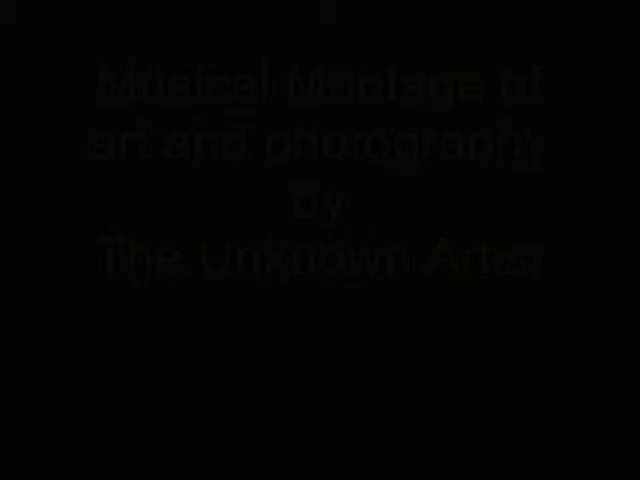 Musical Montage of
art and photography
by
The Unknown Artist